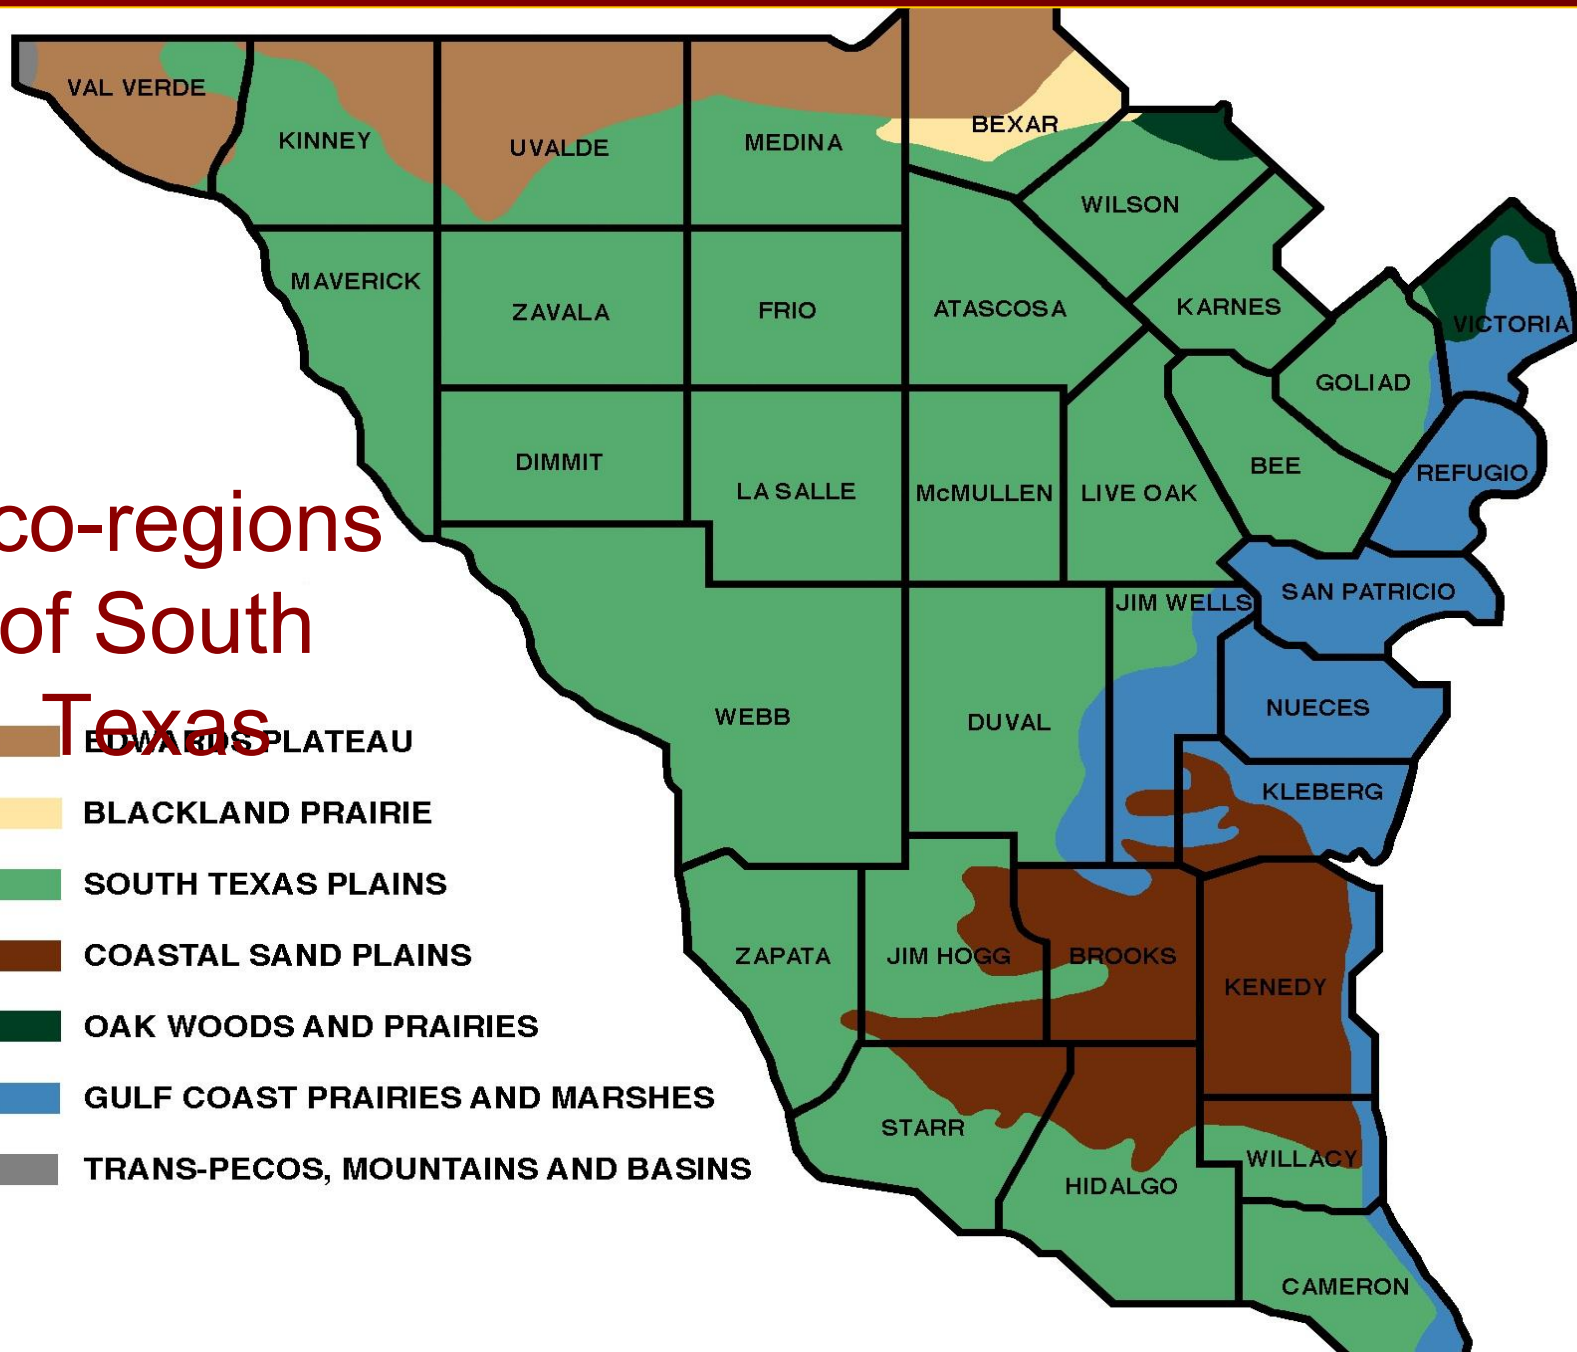 co-regions
of South
Texas
EDWARDS PLATEAU
BLACKLAND PRAIRIE
SOUTH TEXAS PLAINS
COASTAL SAND PLAINS
OAK WOODS AND PRAIRIES
GULF COAST PRAIRIES AND MARSHES
TRANS-PECOS, MOUNTAINS AND BASINS
VAL VERDE
KINNEY
UVALDE
MEDINA
BEXAR
WILSON
MAVERICK
ZAVALA
FRIO
ATASCOSA
KARNES
VICTORIA
GOLIAD
DIMMIT
LA SALLE
McMULLEN
LIVE OAK
BEE
REFUGIO
JIM WELLS
SAN PATRICIO
WEBB
DUVAL
NUECES
KLEBERG
ZAPATA
JIM HOGG
BROOKS
KENEDY
STARR
HIDALGO
WILLACY
CAMERON